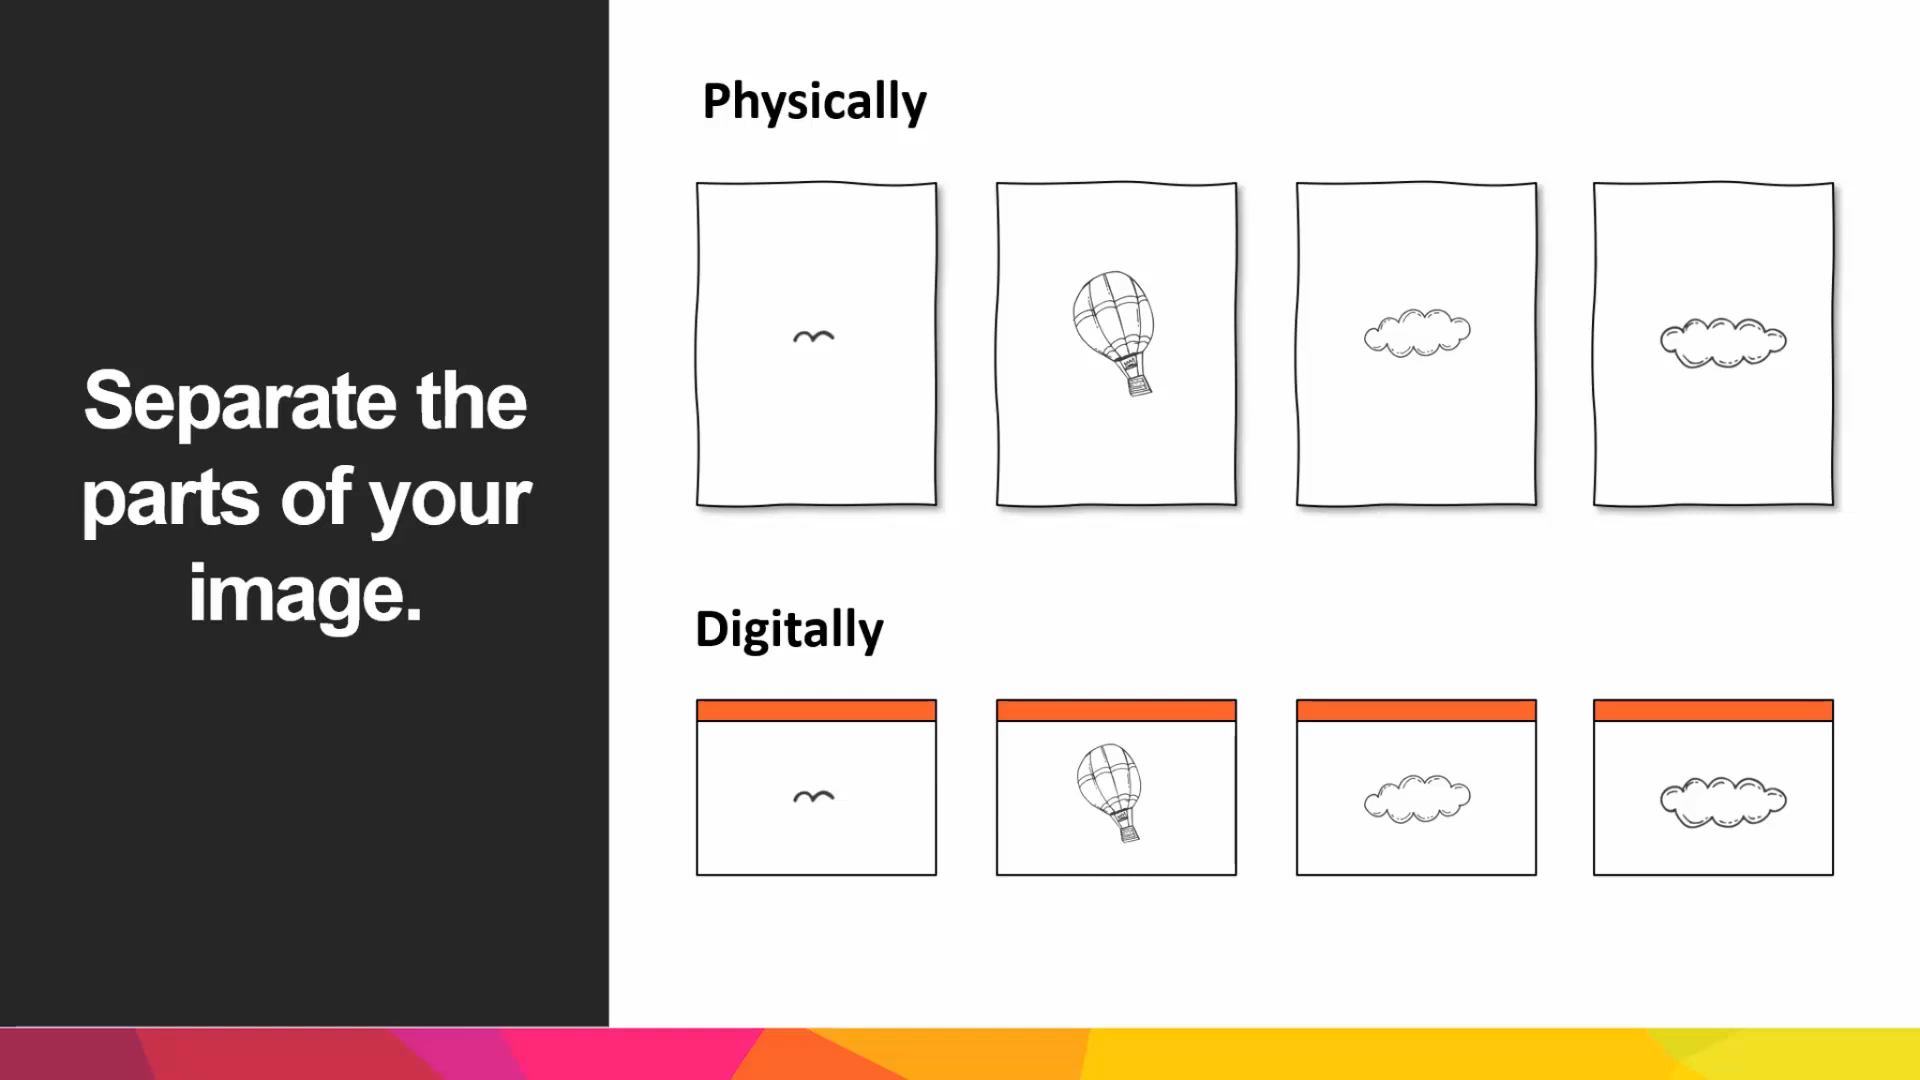 Separate the
parts of your
image.
Physically
Digitally